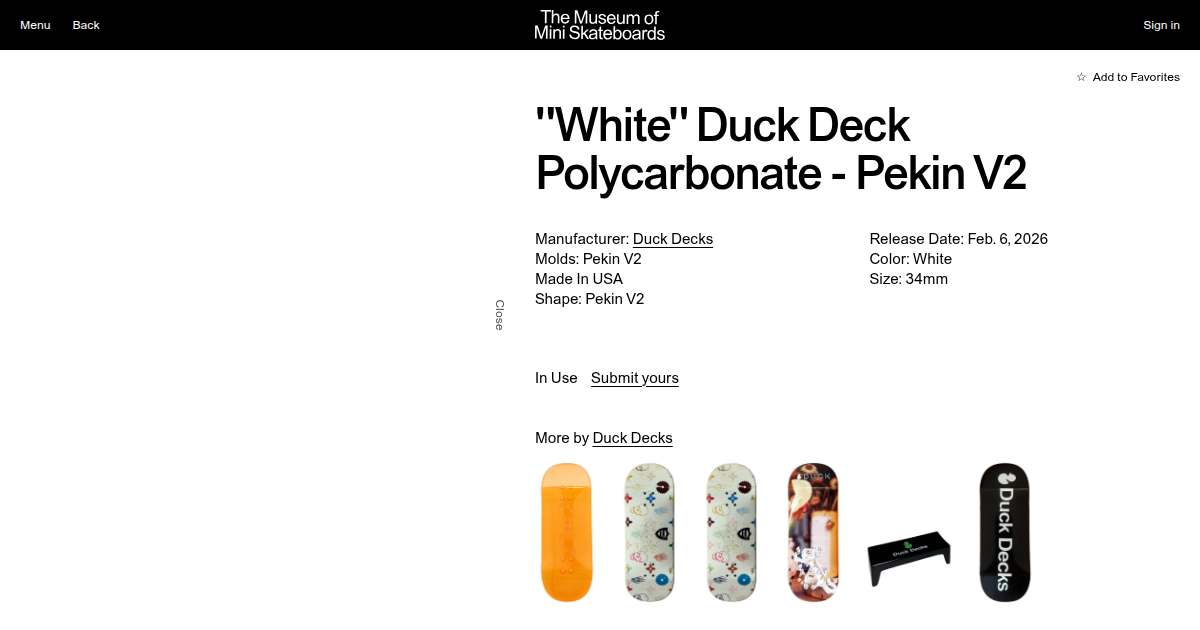 Menu
Back
The Museum of
Mini Skateboards
Sign in
☆ Add to Favorites
"White" Duck Deck
Polycarbonate - Pekin V2
Manufacturer: Duck Decks
Molds: Pekin V2
Made In USA
Shape: Pekin V2
Release Date: Feb. 6, 2026
Color: White
Size: 34mm
Close
In Use Submit yours
More by Duck Decks
DUCK
Duck Decks
Duck Decks